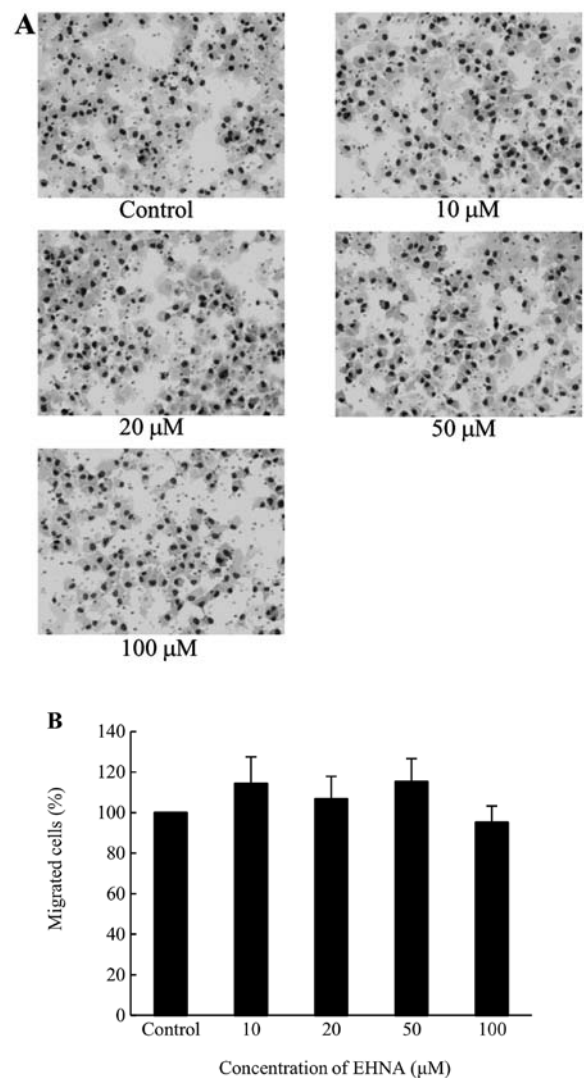 A
Control
10 μM
20 μM
50 μM
100 μM
B
140
120
100
80
60
40
20
0
Migrated cells (%)
Control 10 20 50 100
Concentration of EHNA (μM)